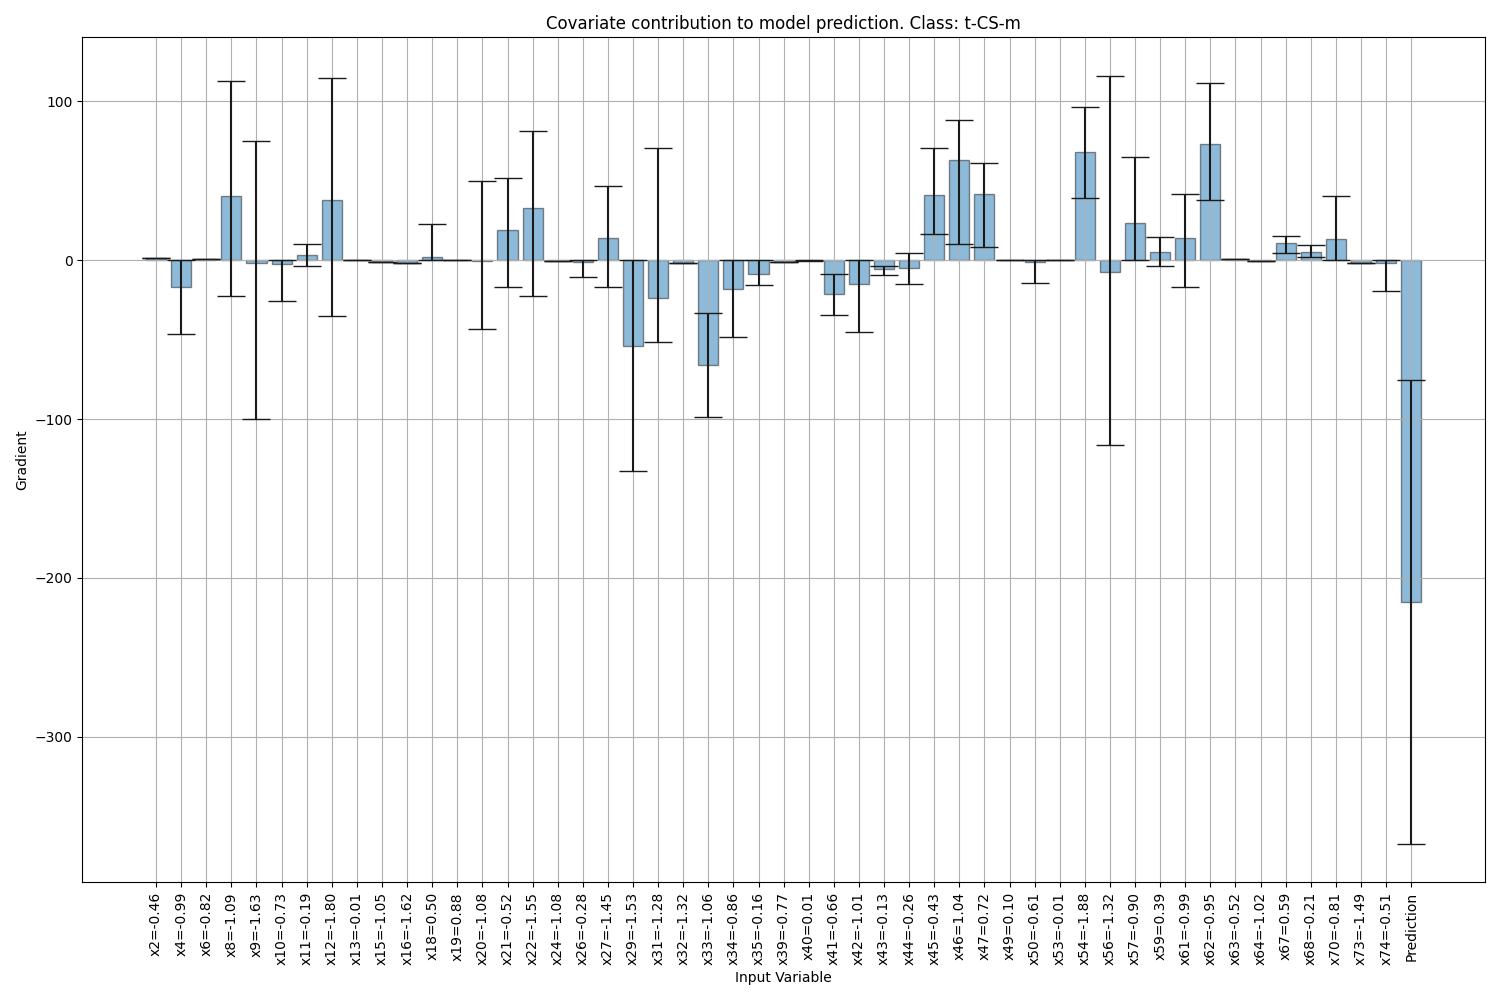 Covariate contribution to model prediction. Class: t-CS-m
Gradient
100
0
−100
−200
−300
x2=-0.46
x4=-0.99
x6=-0.82
x8=-1.09
x9=-1.63
x10=-0.73
x11=-0.19
x12=-1.80
x13=-0.01
x15=-1.05
x16=-1.62
x18=0.50
x19=0.88
x20=-1.08
x21=-0.52
x22=-1.55
x24=-1.08
x26=-0.28
x27=-1.45
x29=-1.53
x31=-1.28
x32=-1.32
x33=-1.06
x34=-0.86
x35=-0.16
x39=-0.77
x40=0.01
x41=-0.66
x42=-1.01
x43=-0.13
x44=-0.26
x45=-0.43
x46=1.04
x47=0.72
x49=0.10
x50=-0.61
x53=-0.01
x54=-1.88
x56=-1.32
x57=-0.90
x59=0.39
x61=-0.99
x62=-0.95
x63=-0.52
x64=-1.02
x67=0.59
x68=-0.21
x70=-0.81
x73=-1.49
x74=-0.51
Prediction
Input Variable